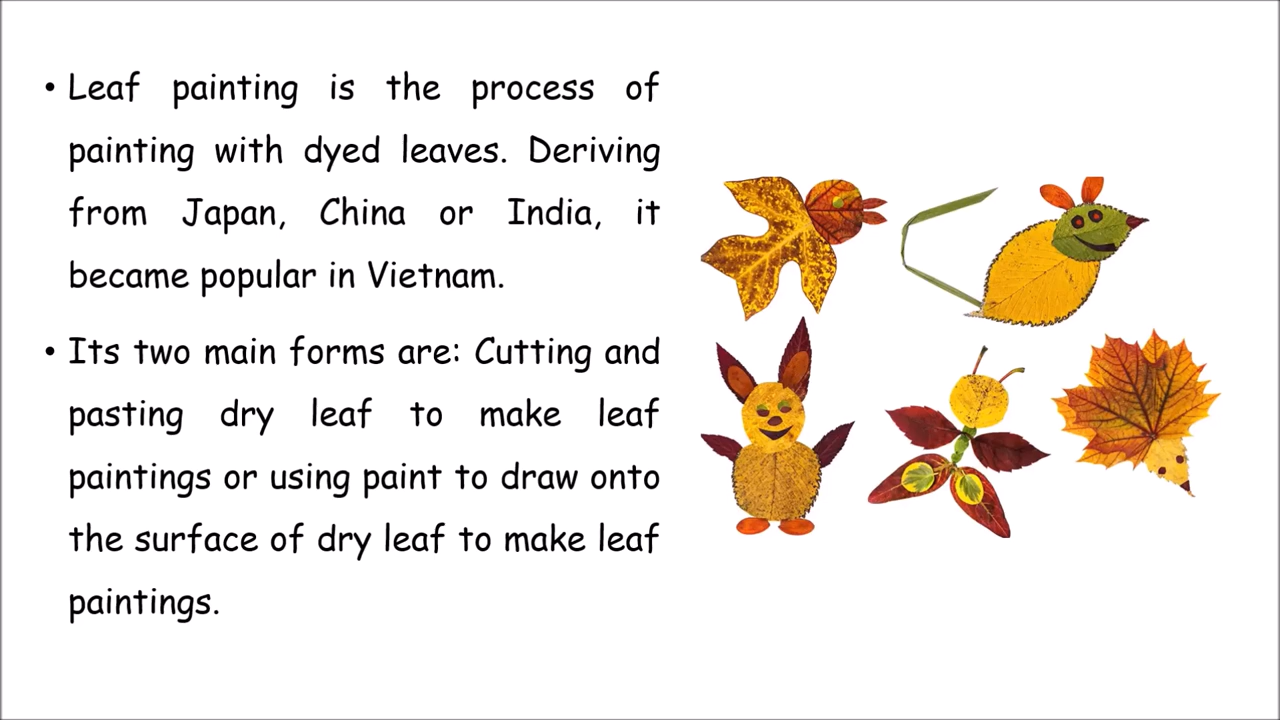 • Leaf painting is the process of
painting with dyed leaves. Deriving
from Japan, China or India, it
became popular in Vietnam.
• Its two main forms are: Cutting and
pasting dry leaf to make leaf
paintings or using paint to draw onto
the surface of dry leaf to make leaf
paintings.